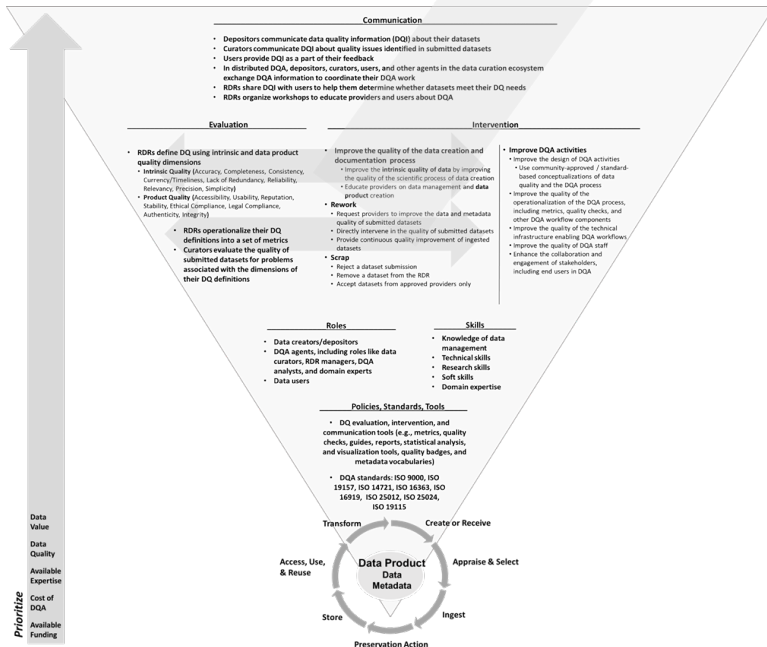 Communication
• Depositors communicate data quality information (DQI) about their datasets
• Curators communicate DQI about quality issues identified in submitted datasets
• Users provide DQI as a part of their feedback
• In distributed DQA, depositors, curators, users, and other agents in the data curation ecosystem
exchange DQA information to coordinate their DQA work
• RDRs share DQI with users to help them determine whether datasets meet their DQ needs
• RDRs organize workshops to educate providers and users about DQA
Evaluation
• RDRs define DQ using intrinsic and data product
quality dimensions
• Intrinsic Quality (Accuracy, Completeness, Consistency,
Currency/Timeliness, Lack of Redundancy, Reliability,
Relevancy, Precision, Simplicity)
• Product Quality (Accessibility, Usability, Reputation,
Stability, Ethical Compliance, Legal Compliance,
Authenticity, Integrity)
• RDRs operationalize their DQ
definitions into a set of metrics
• Curators evaluate the quality of
submitted datasets for problems
associated with the dimensions of
their DQ definitions
Intervention
• Improve the quality of the data creation and
documentation process
• Improve the intrinsic quality of data by improving
the quality of the scientific process of data creation
• Educate providers on data management and data
product creation
• Rework
• Request providers to improve the data and metadata
quality of submitted datasets
• Directly intervene in the quality of submitted datasets
• Provide continuous quality improvement of ingested
datasets
• Scrap
• Reject a dataset submission
• Remove a dataset from the RDR
• Accept datasets from approved providers only
• Improve DQA activities
• Improve the design of DQA activities
• Use community-approved / standard-
based conceptualizations of data
quality and the DQA process
• Improve the quality of the
operationalization of the DQA process,
including metrics, quality checks, and
other DQA workflow components
• Improve the quality of the technical
infrastructure enabling DQA workflows
• Improve the quality of DQA staff
• Enhance the collaboration and
engagement of stakeholders,
including end users in DQA
Roles
• Data creators/depositors
• DQA agents, including roles like data
curators, RDR managers, DQA
analysts, and domain experts
• Data users
Skills
• Knowledge of data
management
• Technical skills
• Research skills
• Soft skills
• Domain expertise
Policies, Standards, Tools
• DQ evaluation, intervention, and
communication tools (e.g., metrics, quality
checks, guides, reports, statistical analysis,
and visualization tools, quality badges, and
metadata vocabularies)
• DQA standards: ISO 9000, ISO
19157, ISO 14721, ISO 16363, ISO
16919, ISO 25012, ISO 25024,
ISO 19115
Transform
Create or Receive
Access, Use,
& Reuse
Appraise & Select
Data Product
Data
Metadata
Store
Ingest
Preservation Action
Prioritize
Data
Value
Data
Quality
Available
Expertise
Cost of
DQA
Available
Funding